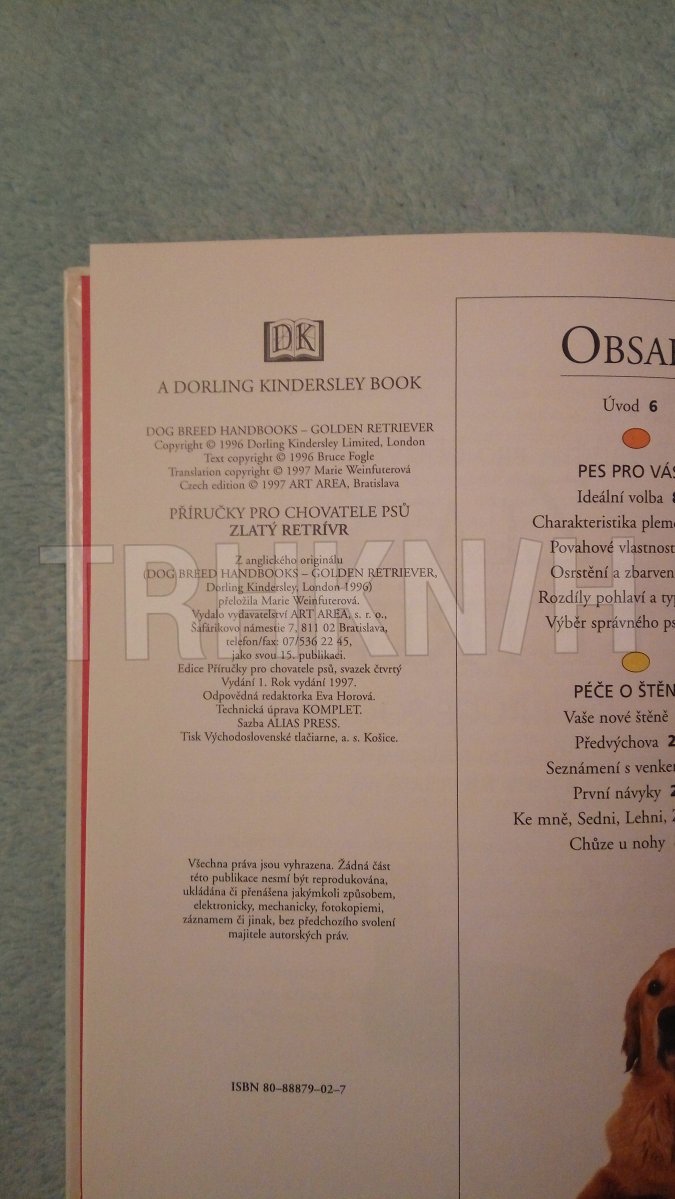 DK
A DORLING KINDERSLEY BOOK
DOG BREED HANDBOOKS – GOLDEN RETRIEVER
Copyright © 1996 Dorling Kindersley Limited, London
Text copyright © 1996 Bruce Fogle
Translation copyright © 1997 Marie Weinfuterová
Czech edition © 1997 ART AREA, Bratislava
PŘÍRUČKY PRO CHOVATELE PSŮ
ZLATÝ RETRÍVR
Z anglického originálu
(DOG BREED HANDBOOKS – GOLDEN RETRIEVER,
Dorling Kindersley, London 1996)
přeložila Marie Weinfuterová.
Vydalo vydavatelství ART AREA, s. r. o.,
Šafárikovo námestie 7, 811 02 Bratislava,
telefon/fax: 07/536 22 45,
jako svou 15. publikaci.
Edice Příručky pro chovatele psů, svazek čtvrtý
Vydání 1. Rok vydání 1997.
Odpovědná redaktorka Eva Horová.
Technická úprava KOMPLET.
Sazba ALIAS PRESS.
Tisk Východoslovenské tlačiarne, a. s. Košice.
Všechna práva jsou vyhrazena. Žádná část
této publikace nesmí být reprodukována,
ukládána či přenášena jakýmkoli způsobem,
elektronicky, mechanicky, fotokopiemi,
záznamem či jinak, bez předchozího svolení
majitele autorských práv.
ISBN 80–88879–02–7
OBSA
Úvod 6
PES PRO VÁS
Ideální volba
Charakteristika pleme
Povahové vlastnost
Osrstění a zbarven
Rozdíly pohlaví a typ
Výběr správného ps
PÉČE O ŠTĚN
Vaše nové štěně
Předvýchova 2
Seznámení s venke
První návyky 2
Ke mně, Sedni, Lehni,
Chůze u nohy